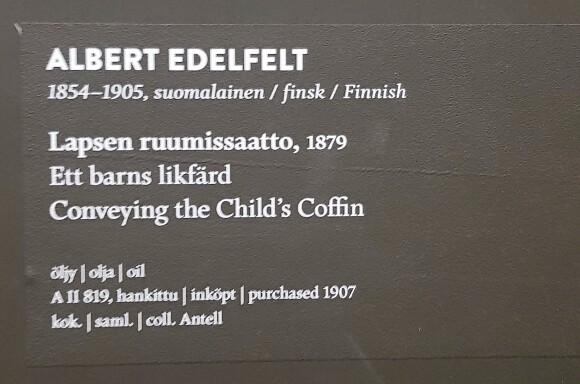 ALBERT EDELFELT
1854–1905, suomalainen / finsk / Finnish
Lapsen ruumissaatto, 1879
Ett barns likfärd
Conveying the Child's Coffin
öljy | olja | oil
A II 819, hankittu | inköpt | purchased 1907
kok. | saml. | coll. Antell